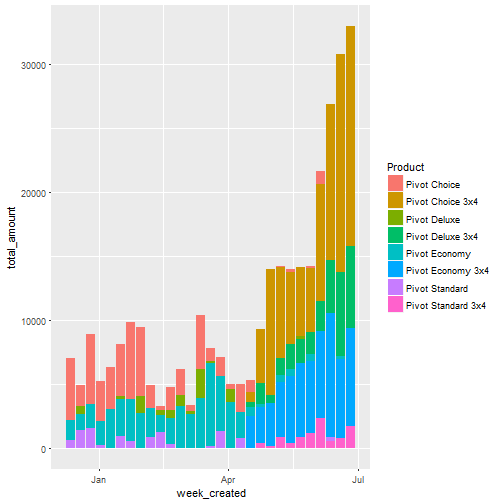 30000
20000
10000
0
total_amount
Jan
Apr
Jul
week_created
Product
Pivot Choice
Pivot Choice 3x4
Pivot Deluxe
Pivot Deluxe 3x4
Pivot Economy
Pivot Economy 3x4
Pivot Standard
Pivot Standard 3x4